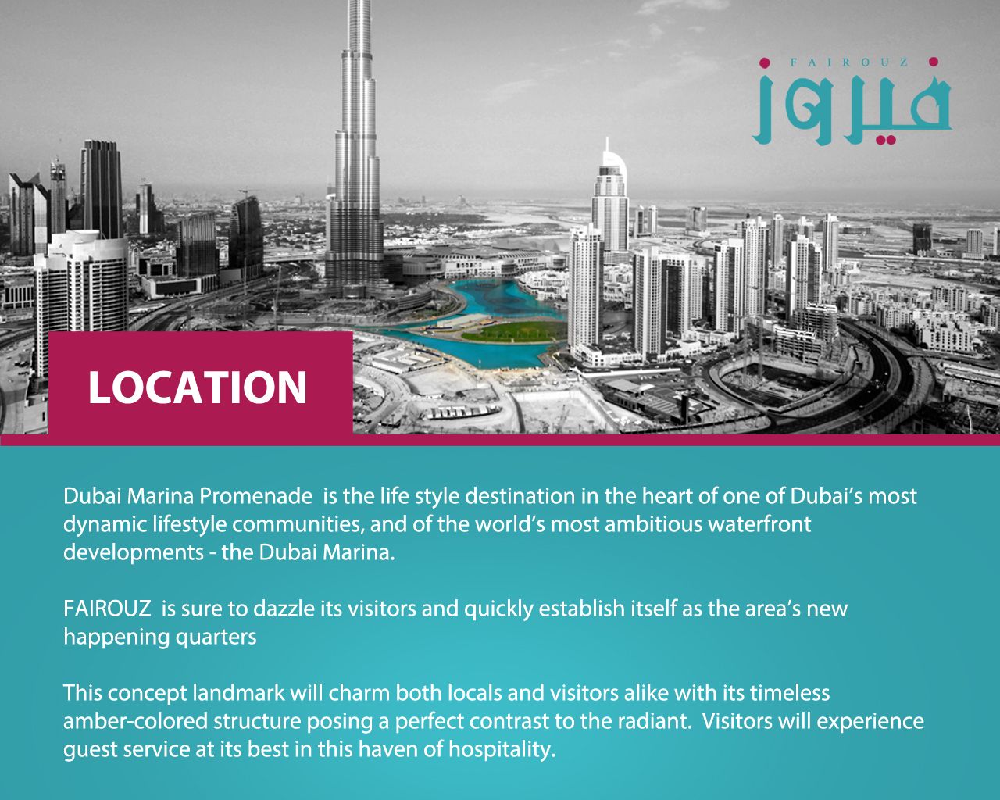 FAIROUZ
فيروز
LOCATION
Dubai Marina Promenade  is the life style destination in the heart of one of Dubai’s most
dynamic lifestyle communities, and of the world’s most ambitious waterfront
developments - the Dubai Marina.
FAIROUZ  is sure to dazzle its visitors and quickly establish itself as the area’s new
happening quarters
This concept landmark will charm both locals and visitors alike with its timeless
amber-colored structure posing a perfect contrast to the radiant.  Visitors will experience
guest service at its best in this haven of hospitality.